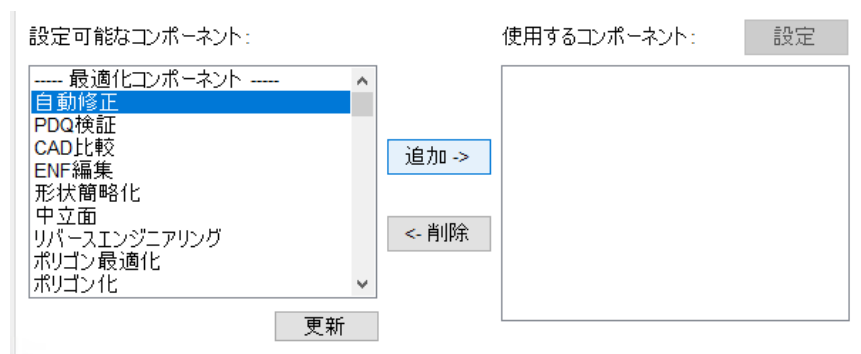 設定可能なコンポーネント:
使用するコンポーネント:
設定
----- 最適化コンポーネント -----
自動修正
PDQ検証
CAD比較
ENF編集
形状簡略化
中立面
リバースエンジニアリング
ポリゴン最適化
ポリゴン化
追加 ->
<- 削除
更新